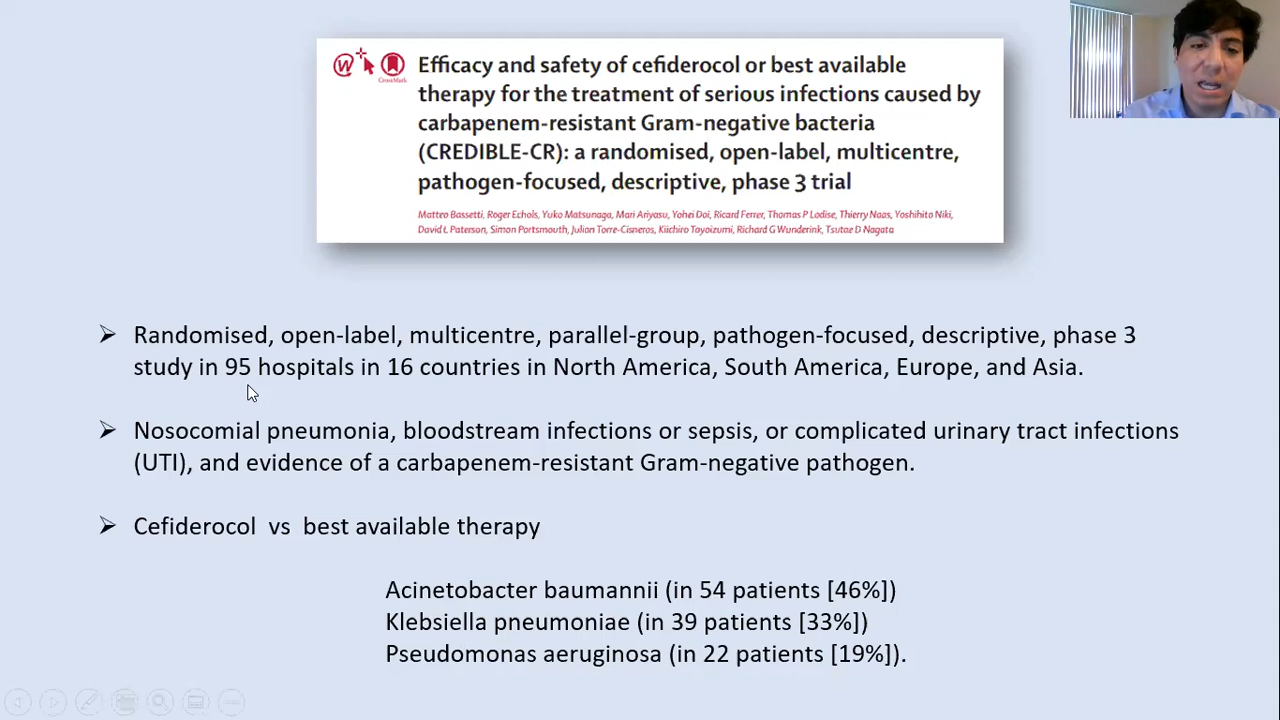 Efficacy and safety of cefiderocol or best available
therapy for the treatment of serious infections caused by
carbapenem-resistant Gram-negative bacteria
(CREDIBLE-CR): a randomised, open-label, multicentre,
pathogen-focused, descriptive, phase 3 trial
CrossMark
Matteo Bassetti, Roger Echols, Yuko Matsunaga, Mari Ariyasu, Yohei Doi, Ricard Ferrer, Thomas P Lodise, Thierry Naas, Yoshihito Niki,
David L Paterson, Simon Portsmouth, Julian Torre-Cisneros, Kiichiro Toyoizumi, Richard G Wunderink, Tsutae D Nagata
Randomised, open-label, multicentre, parallel-group, pathogen-focused, descriptive, phase 3
study in 95 hospitals in 16 countries in North America, South America, Europe, and Asia.
Nosocomial pneumonia, bloodstream infections or sepsis, or complicated urinary tract infections
(UTI), and evidence of a carbapenem-resistant Gram-negative pathogen.
Cefiderocol vs best available therapy
Acinetobacter baumannii (in 54 patients [46%])
Klebsiella pneumoniae (in 39 patients [33%])
Pseudomonas aeruginosa (in 22 patients [19%]).